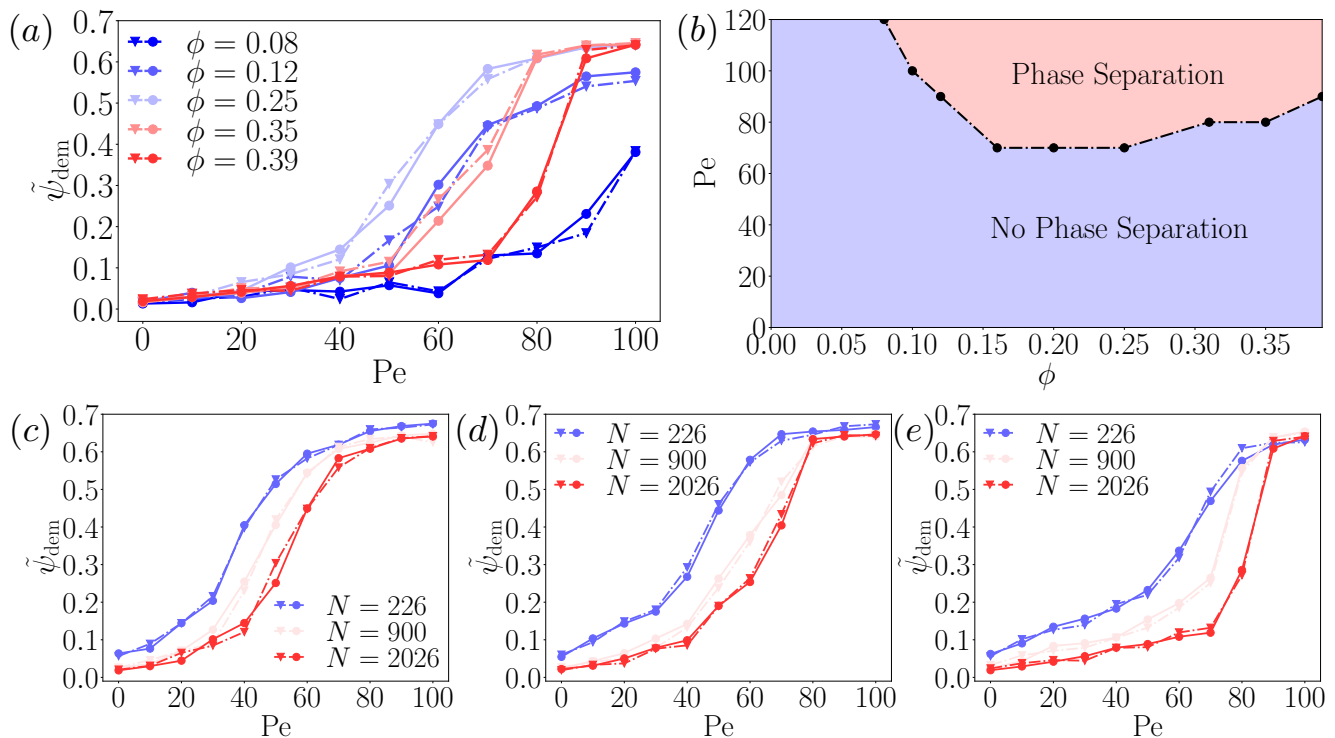 (a)
0.7
0.6
0.5
0.4
0.3
0.2
0.1
0.0
ψ̃dem
ϕ = 0.08
ϕ = 0.12
ϕ = 0.25
ϕ = 0.35
ϕ = 0.39
0 20 40 60 80 100
Pe
(b)
120
100
80
60
40
20
0
Pe
Phase Separation
No Phase Separation
0.00 0.05 0.10 0.15 0.20 0.25 0.30 0.35
ϕ
(c)
0.7
0.6
0.5
0.4
0.3
0.2
0.1
0.0
ψ̃dem
N = 226
N = 900
N = 2026
0 20 40 60 80 100
Pe
(d)
0.7
0.6
0.5
0.4
0.3
0.2
0.1
0.0
ψ̃dem
N = 226
N = 900
N = 2026
0 20 40 60 80 100
Pe
(e)
0.7
0.6
0.5
0.4
0.3
0.2
0.1
0.0
ψ̃dem
N = 226
N = 900
N = 2026
0 20 40 60 80 100
Pe